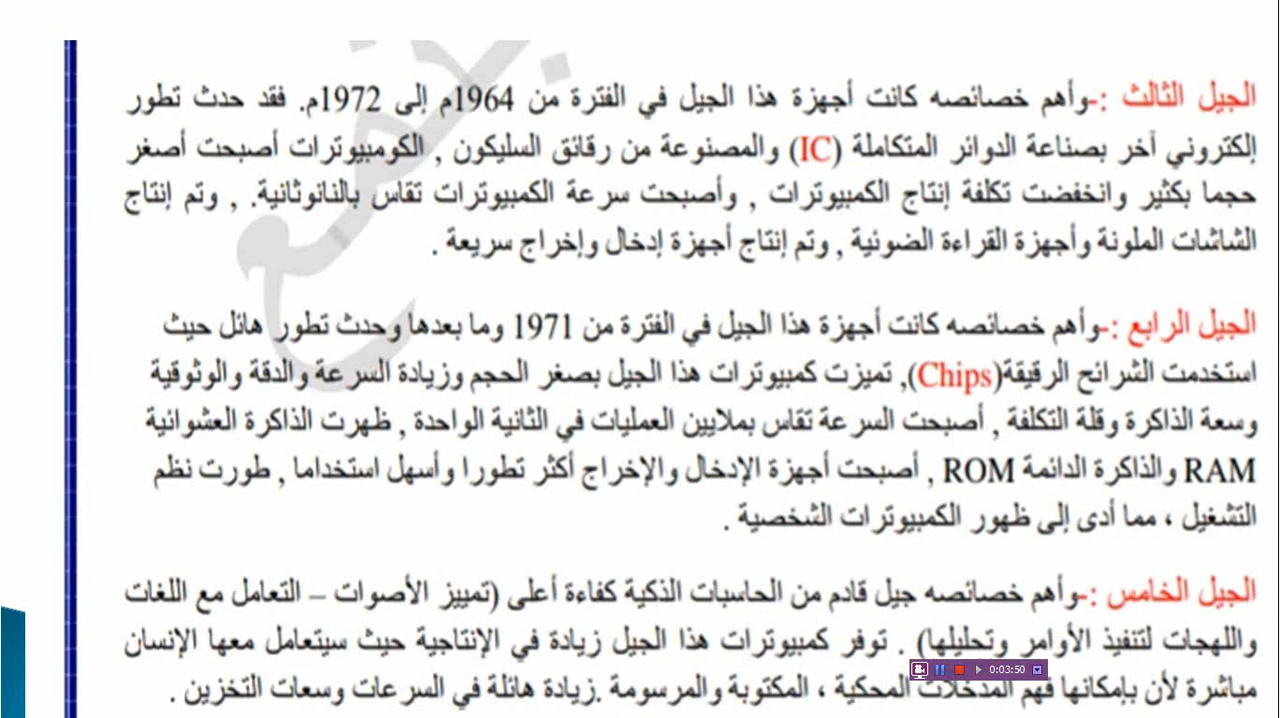 الجيل الثالث :-وأهم خصائصه كانت أجهزة هذا الجيل في الفترة من 1964م إلى 1972م. فقد حدث تطور
إلكتروني آخر بصناعة الدوائر المتكاملة (IC) والمصنوعة من رقائق السليكون , الكومبيوترات أصبحت أصغر
حجما بكثير وانخفضت تكلفة إنتاج الكمبيوترات , وأصبحت سرعة الكمبيوترات تقاس بالنانوثانية. , وتم إنتاج
الشاشات الملونة وأجهزة القراءة الضوئية , وتم إنتاج أجهزة إدخال وإخراج سريعة .
الجيل الرابع :-وأهم خصائصه كانت أجهزة هذا الجيل في الفترة من 1971 وما بعدها وحدث تطور هائل حيث
استخدمت الشرائح الرقيقة(Chips), تميزت كمبيوترات هذا الجيل بصغر الحجم وزيادة السرعة والدقة والوثوقية
وسعة الذاكرة وقلة التكلفة , أصبحت السرعة تقاس بملايين العمليات في الثانية الواحدة , ظهرت الذاكرة العشوائية
RAM والذاكرة الدائمة ROM , أصبحت أجهزة الإدخال والإخراج أكثر تطورا وأسهل استخداما , طورت نظم
التشغيل ، مما أدى إلى ظهور الكمبيوترات الشخصية .
الجيل الخامس :-وأهم خصائصه جيل قادم من الحاسبات الذكية كفاءة أعلى (تمييز الأصوات – التعامل مع اللغات
واللهجات لتنفيذ الأوامر وتحليلها) . توفر كمبيوترات هذا الجيل زيادة في الإنتاجية حيث سيتعامل معها الإنسان
0:03:50
مباشرة لأن بإمكانها فهم المدخلات المحكية ، المكتوبة والمرسومة .زيادة هائلة في السرعات وسعات التخزين .